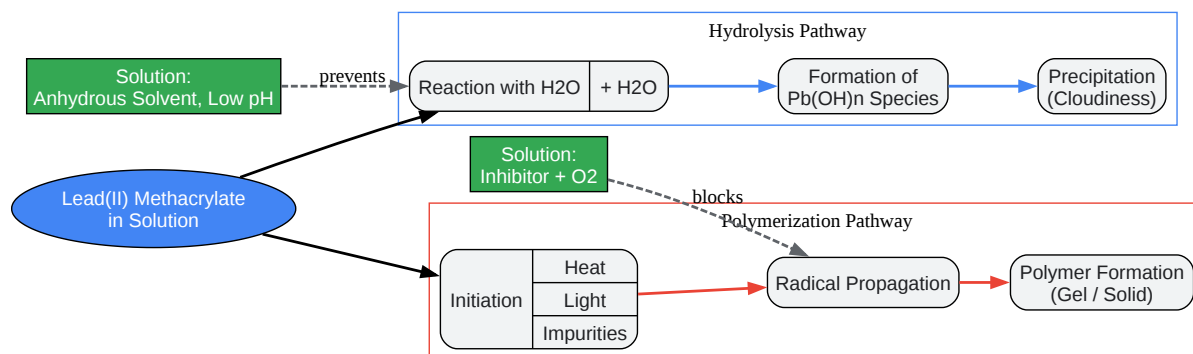 Hydrolysis Pathway
Solution:
Anhydrous Solvent, Low pH
prevents
Reaction with H2O
+ H2O
Formation of
Pb(OH)n Species
Precipitation
(Cloudiness)
Solution:
Inhibitor + O2
blocks
Lead(II) Methacrylate
in Solution
Polymerization Pathway
Initiation
Heat
Light
Impurities
Radical Propagation
Polymer Formation
(Gel / Solid)